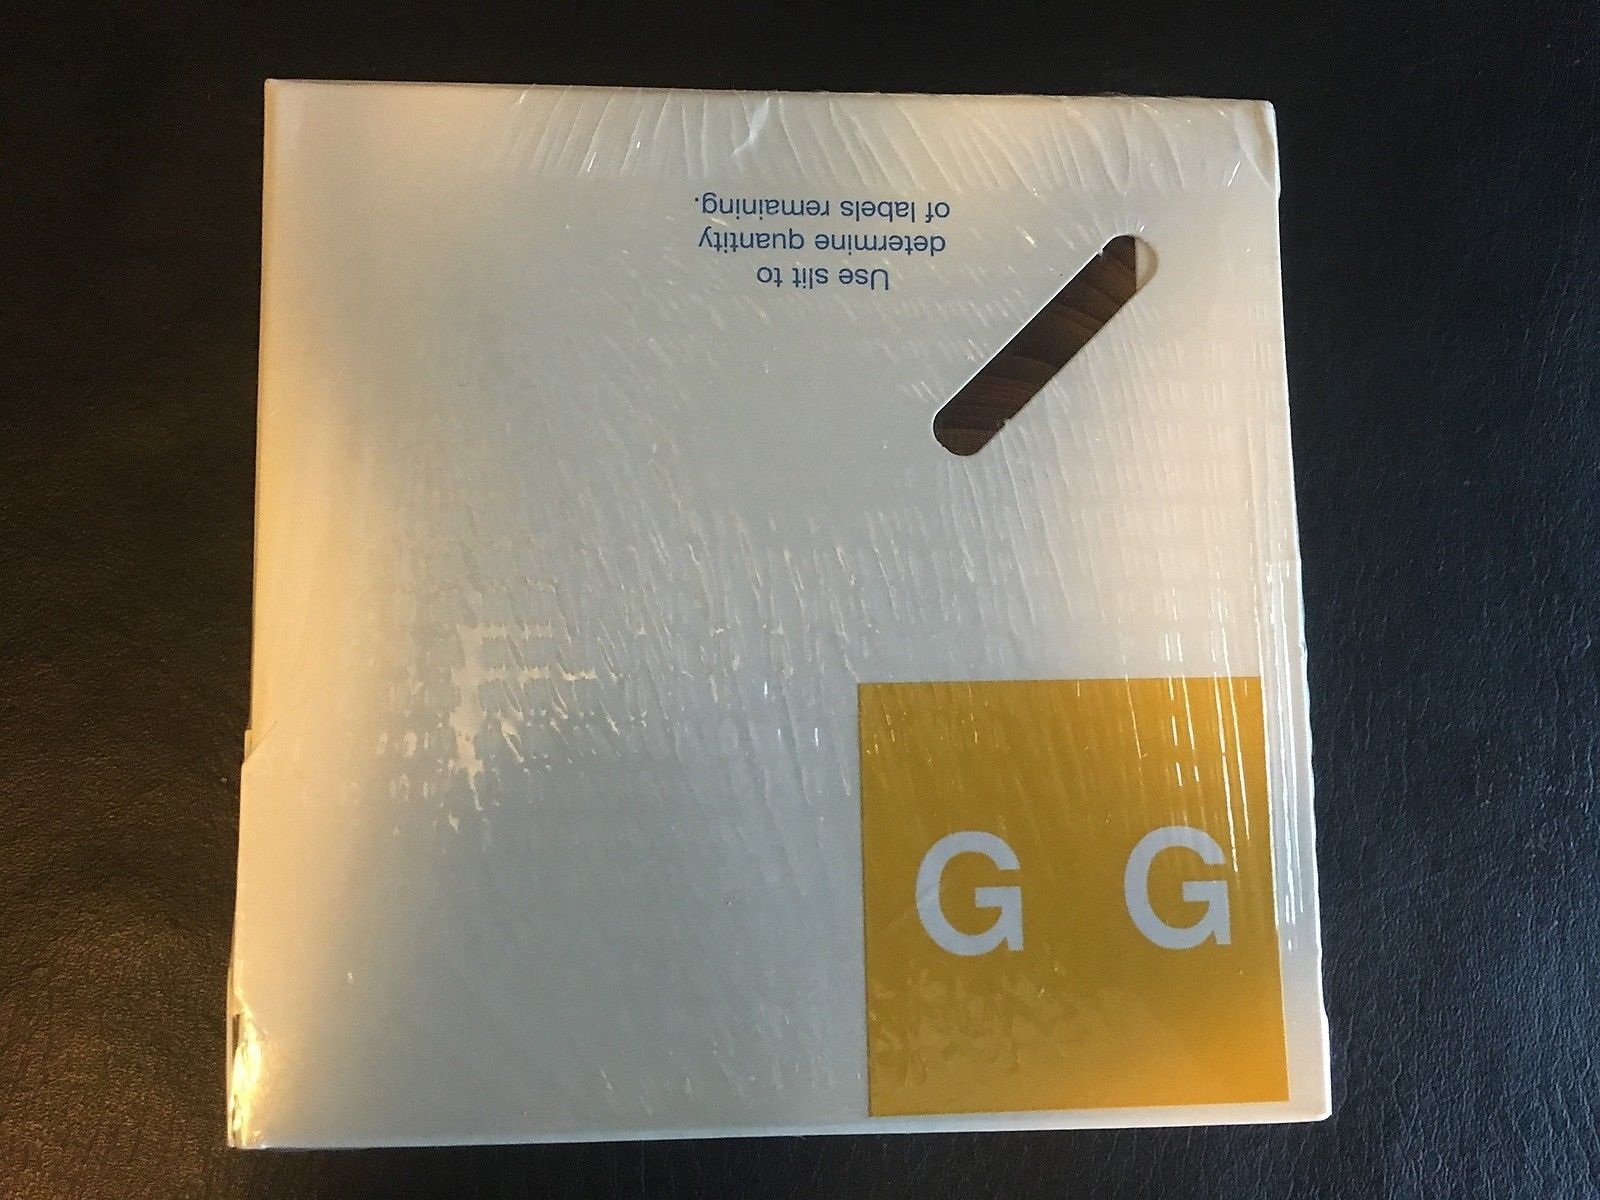 Use slit to
determine quantity
of labels remaining.
G G